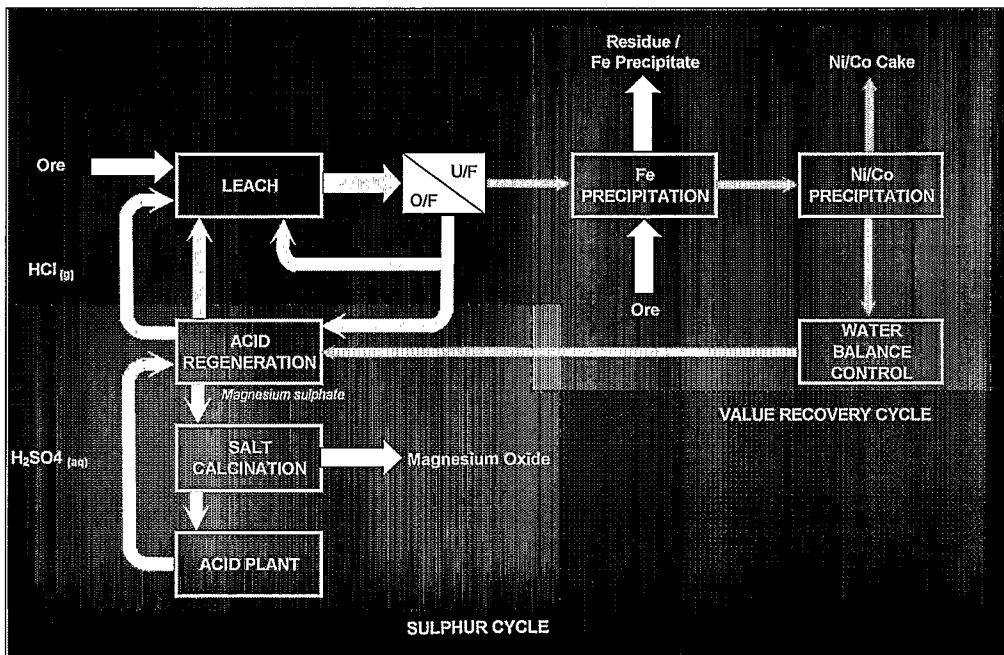 Residue /
Fe Precipitate
Ni/Co Cake
Ore
LEACH
U/F
O/F
Fe
PRECIPITATION
Ni/Co
PRECIPITATION
HCl (g)
Ore
ACID
REGENERATION
WATER
BALANCE
CONTROL
Magnesium sulphate
VALUE RECOVERY CYCLE
H₂SO4 (aq)
SALT
CALCINATION
Magnesium Oxide
ACID PLANT
SULPHUR CYCLE